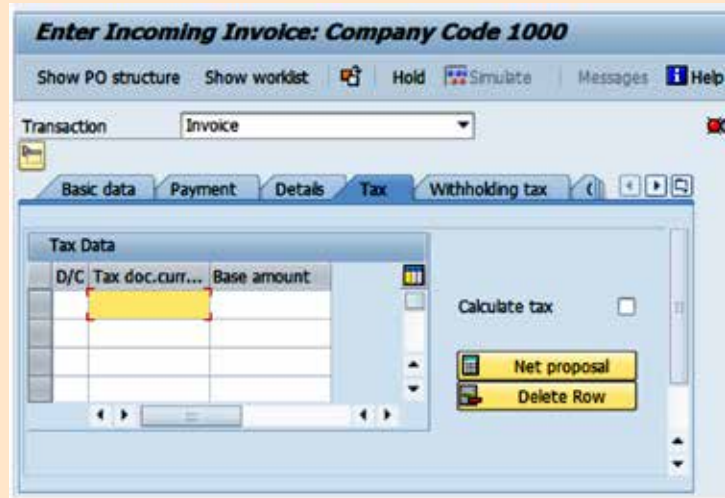 Enter Incoming Invoice: Company Code 1000
Show PO structure Show worklist Hold Simulate Messages Help
Transaction Invoice
Basic data Payment Details Tax Withholding tax
Tax Data
D/C Tax doc.curr... Base amount
Calculate tax
Net proposal
Delete Row